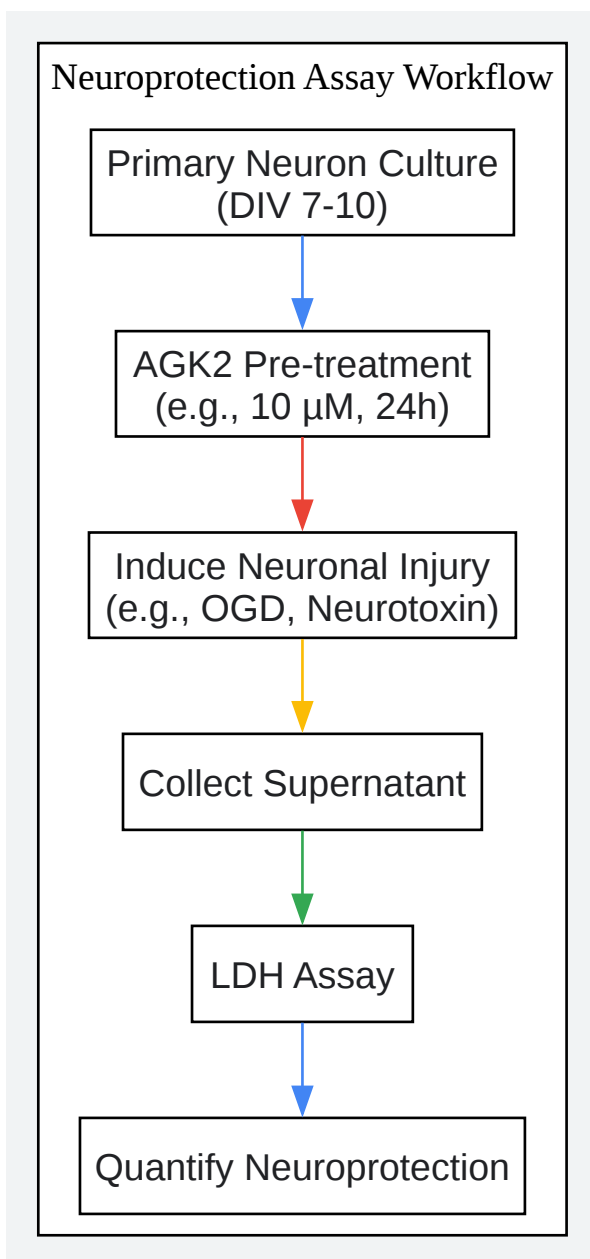 Neuroprotection Assay Workflow
Primary Neuron Culture
(DIV 7-10)
AGK2 Pre-treatment
(e.g., 10 µM, 24h)
Induce Neuronal Injury
(e.g., OGD, Neurotoxin)
Collect Supernatant
LDH Assay
Quantify Neuroprotection